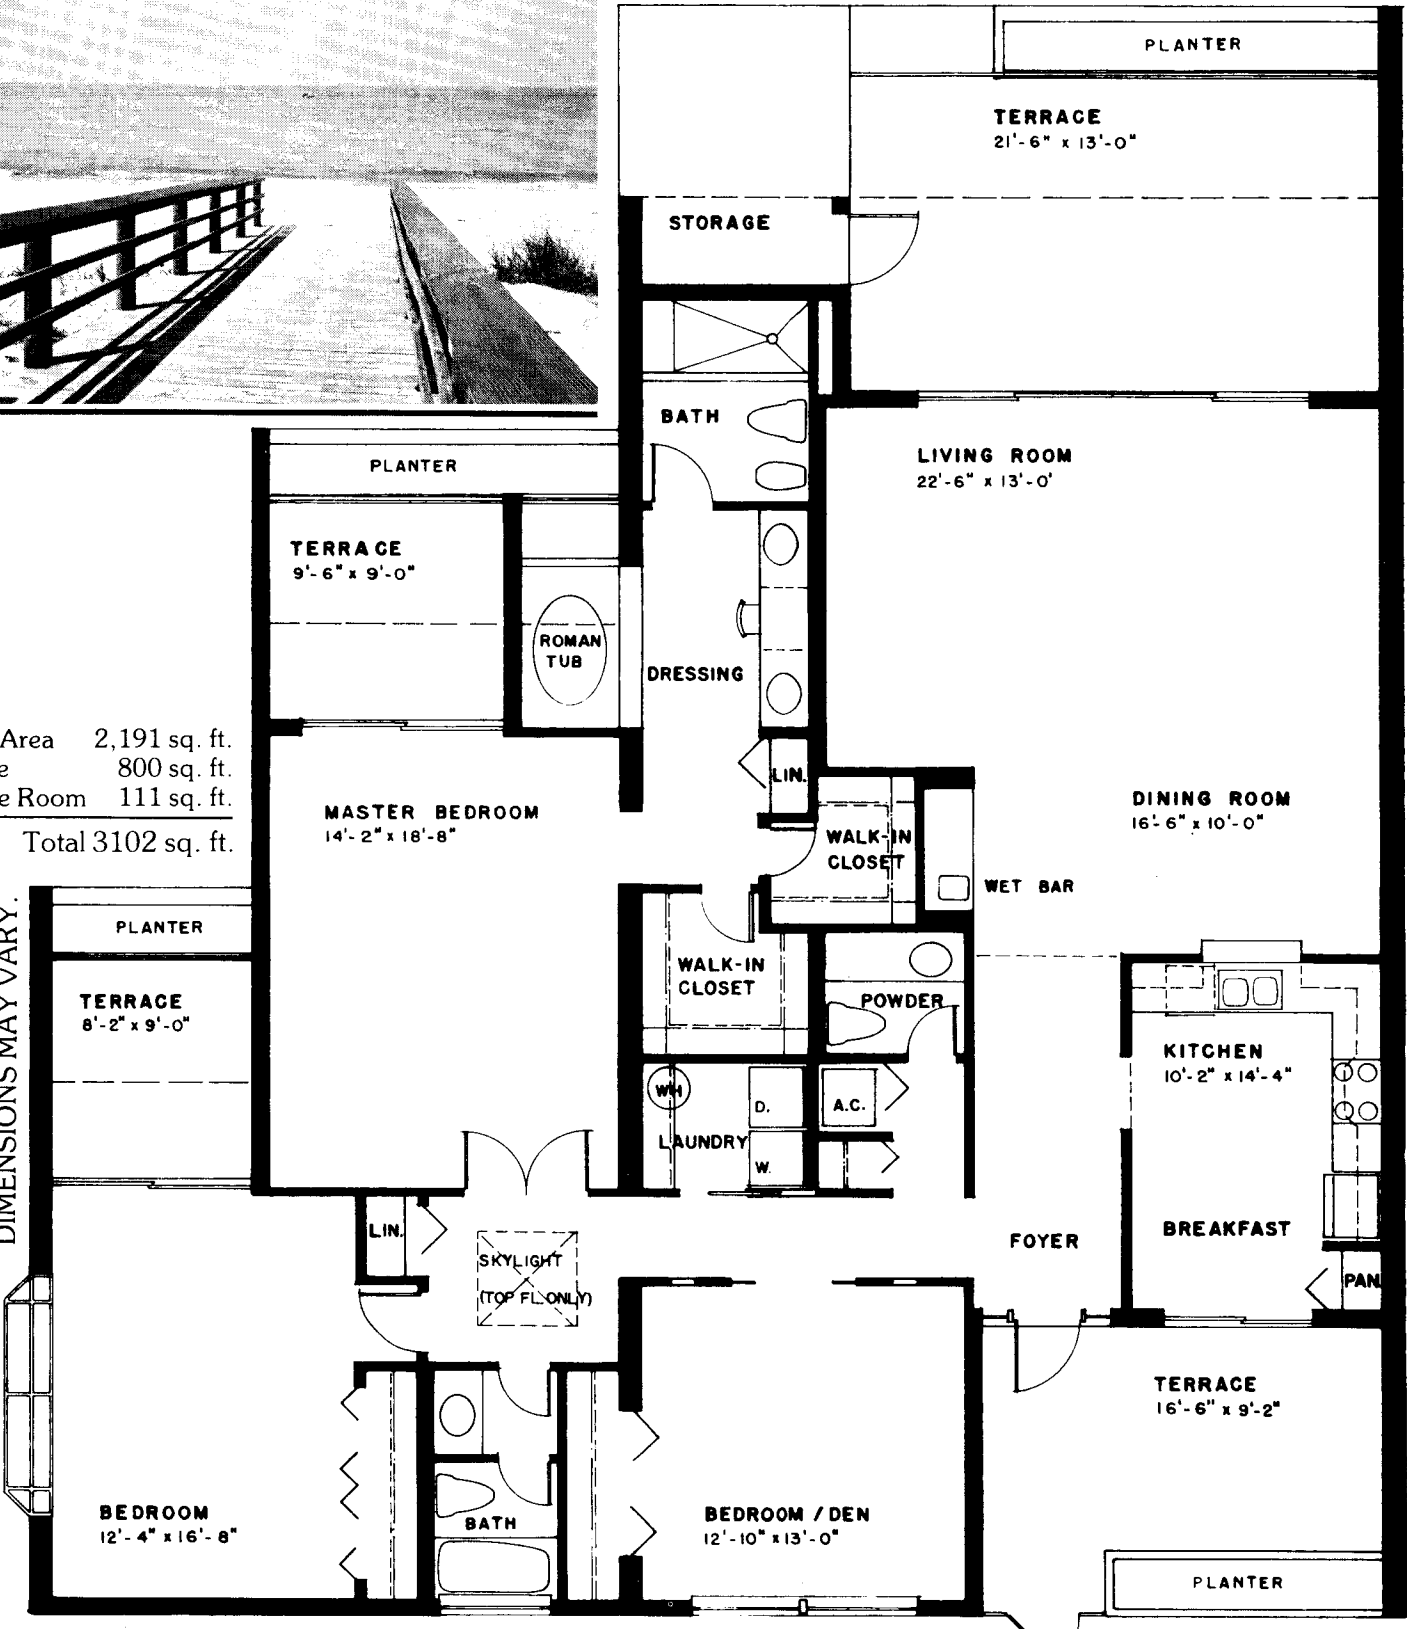 PLANTER
TERRACE
21'-6" x 13'-0"
STORAGE
BATH
LIVING ROOM
22'-6" x 13'-0'
PLANTER
TERRACE
9'-6" x 9'-0"
ROMAN
TUB
DRESSING
LIN.
Area 2,191 sq. ft.
e 800 sq. ft.
e Room 111 sq. ft.
Total 3102 sq. ft.
MASTER BEDROOM
14'-2" x 18'-8"
WALK-IN
CLOSET
DINING ROOM
16'-6" x 10'-0"
WET BAR
DIMENSIONS MAY VARY.
PLANTER
TERRACE
8'-2" x 9'-0"
WALK-IN
CLOSET
POWDER
KITCHEN
10'-2" x 14'-4"
WH
D.
A.C.
LAUNDRY
W.
LIN.
SKYLIGHT
(TOP FL. ONLY)
FOYER
BREAKFAST
PAN.
TERRACE
16'-6" x 9'-2"
BEDROOM
12'-4" x 16'-8"
BATH
BEDROOM / DEN
12'-10" x 13'-0"
PLANTER